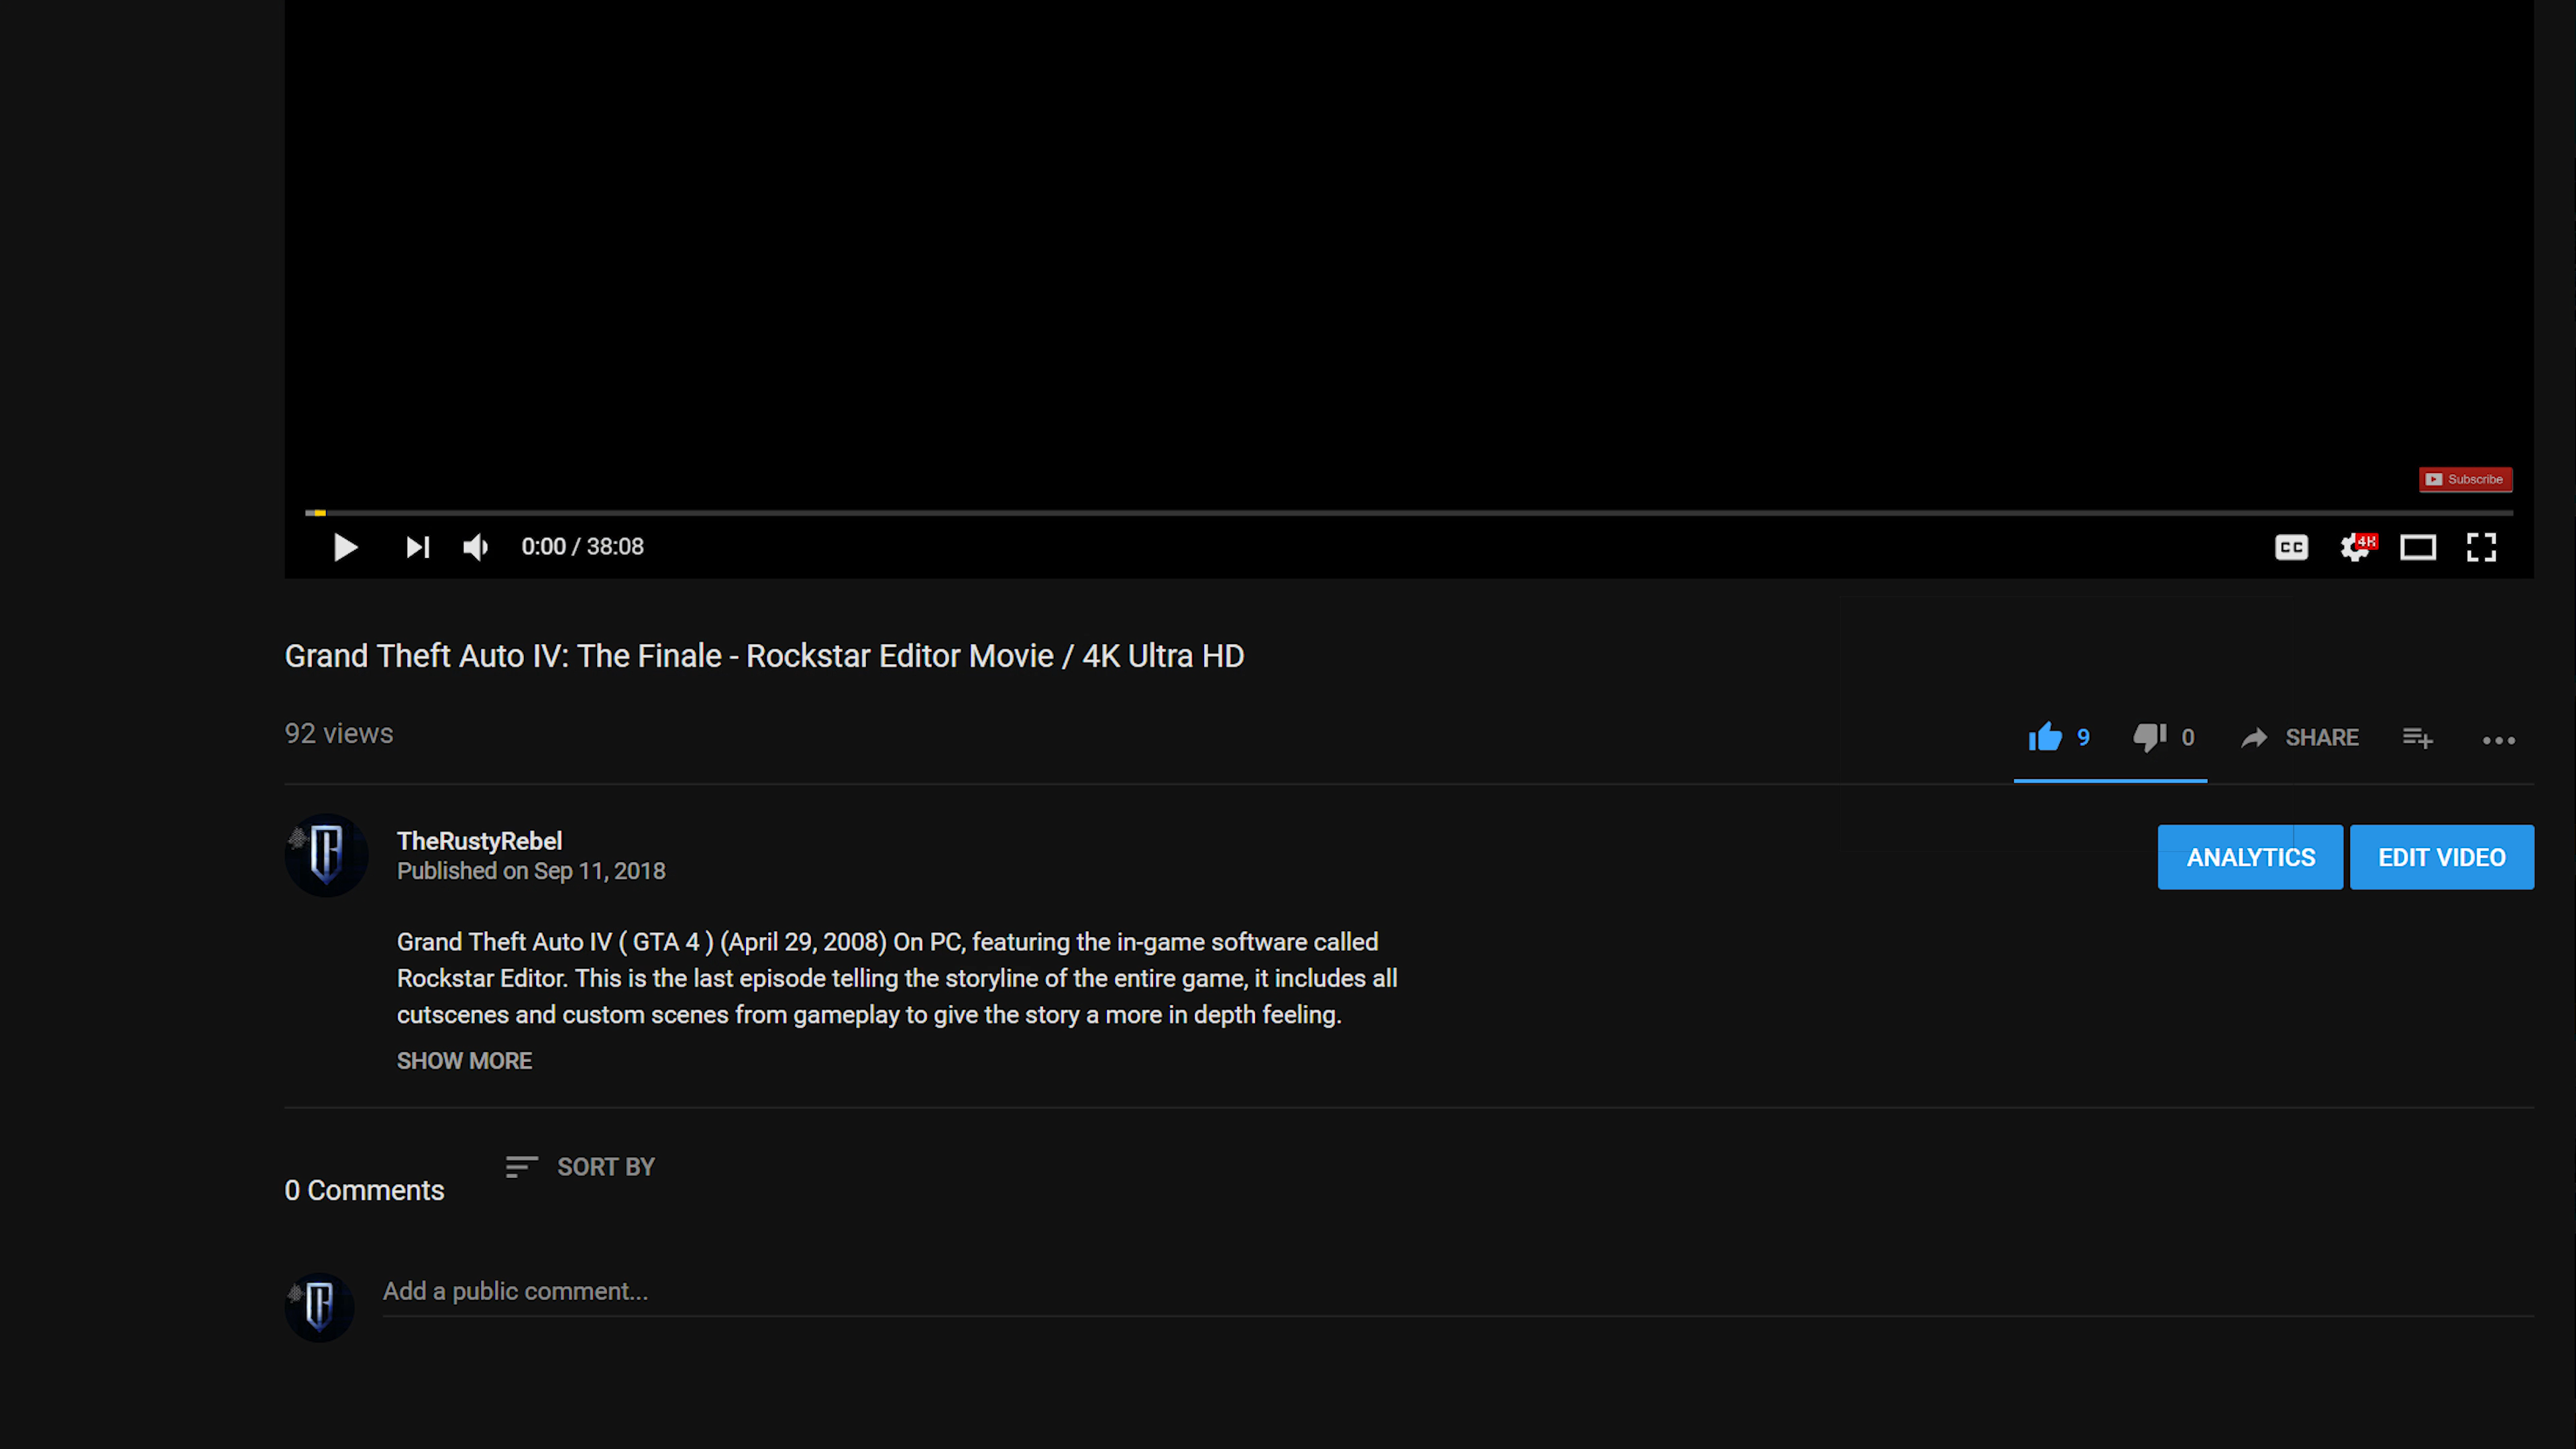 Subscribe
0:00 / 38:08
CC
4K
Grand Theft Auto IV: The Finale - Rockstar Editor Movie / 4K Ultra HD
92 views
9 0 SHARE
TheRustyRebel
Published on Sep 11, 2018
ANALYTICS EDIT VIDEO
Grand Theft Auto IV ( GTA 4 ) (April 29, 2008) On PC, featuring the in-game software called
Rockstar Editor. This is the last episode telling the storyline of the entire game, it includes all
cutscenes and custom scenes from gameplay to give the story a more in depth feeling.
SHOW MORE
0 Comments
SORT BY
Add a public comment...